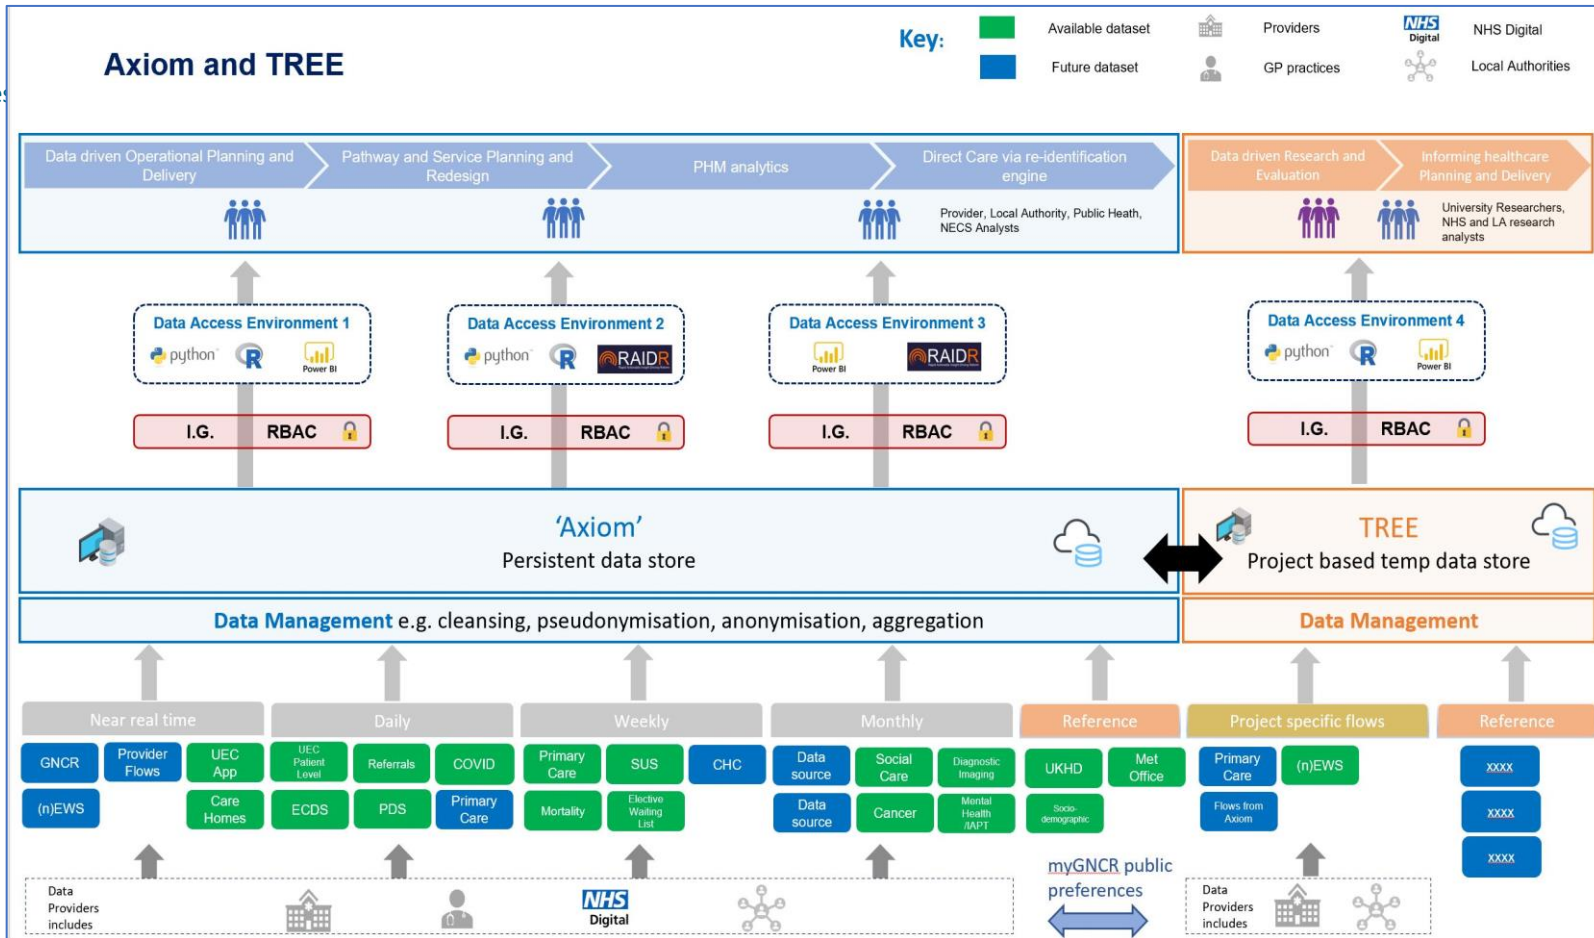 Axiom and TREE
Key:
Available dataset
Future dataset
Providers
GP practices
NHS
Digital
NHS Digital
Local Authorities
es
Data driven Operational Planning and
Delivery
Pathway and Service Planning and
Redesign
PHM analytics
Direct Care via re-identification
engine
Provider, Local Authority, Public Heath,
NECS Analysts
Data driven Research and
Evaluation
Informing healthcare
Planning and Delivery
University Researchers,
NHS and LA research
analysts
Data Access Environment 1
python
R
Power BI
Data Access Environment 2
python
R
RAIDR
Data Access Environment 3
Power BI
RAIDR
Data Access Environment 4
python
R
Power BI
I.G. RBAC
I.G. RBAC
I.G. RBAC
I.G. RBAC
‘Axiom’
Persistent data store
TREE
Project based temp data store
Data Management e.g. cleansing, pseudonymisation, anonymisation, aggregation
Data Management
Near real time
GNCR
Provider
Flows
UEC
App
(n)EWS
Care
Homes
Daily
UEC
Patient
Level
Referrals
COVID
ECDS
PDS
Primary
Care
Weekly
Primary
Care
SUS
CHC
Mortality
Elective
Waiting
List
Monthly
Data
source
Social
Care
Diagnostic
Imaging
Data
source
Cancer
Mental
Health
/IAPT
Reference
UKHD
Met
Office
Socio-
demographic
Project specific flows
Primary
Care
(n)EWS
Flows from
Axiom
Reference
xxxx
xxxx
xxxx
Data
Providers
includes
NHS
Digital
myGNCR public
preferences
Data
Providers
includes